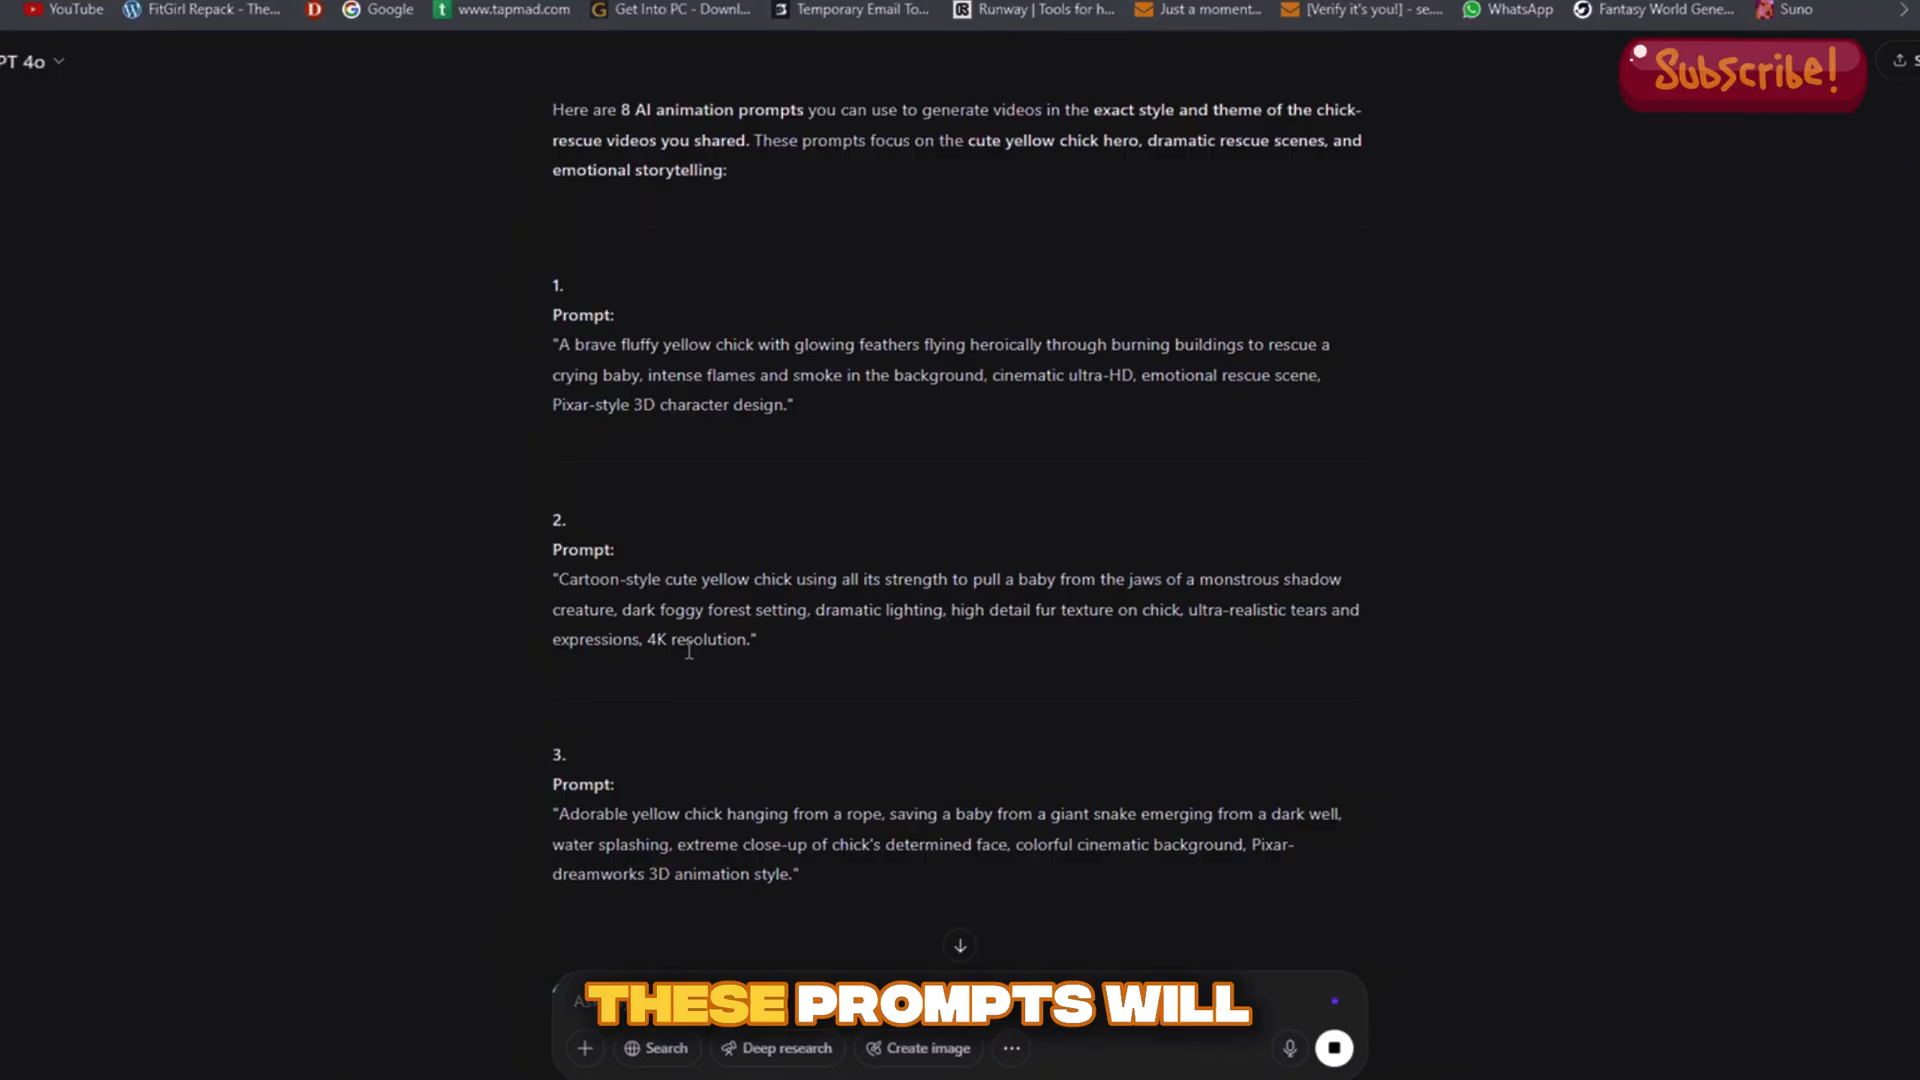 YouTube FitGirl Repack - The... D Google t www.tapmad.com G Get Into PC - Downl... Temporary Email To... Runway | Tools for h... Just a moment... [Verify it's you!] - se.... WhatsApp Fantasy World Gene... Suno
PT 4o
Subscribe!
Here are 8 AI animation prompts you can use to generate videos in the exact style and theme of the chick-
rescue videos you shared. These prompts focus on the cute yellow chick hero, dramatic rescue scenes, and
emotional storytelling:
1.
Prompt:
"A brave fluffy yellow chick with glowing feathers flying heroically through burning buildings to rescue a
crying baby, intense flames and smoke in the background, cinematic ultra-HD, emotional rescue scene,
Pixar-style 3D character design."
2.
Prompt:
"Cartoon-style cute yellow chick using all its strength to pull a baby from the jaws of a monstrous shadow
creature, dark foggy forest setting, dramatic lighting, high detail fur texture on chick, ultra-realistic tears and
expressions, 4K resolution."
3.
Prompt:
"Adorable yellow chick hanging from a rope, saving a baby from a giant snake emerging from a dark well,
water splashing, extreme close-up of chick's determined face, colorful cinematic background, Pixar-
dreamworks 3D animation style."
THESE PROMPTS WILL
Search Deep research Create image